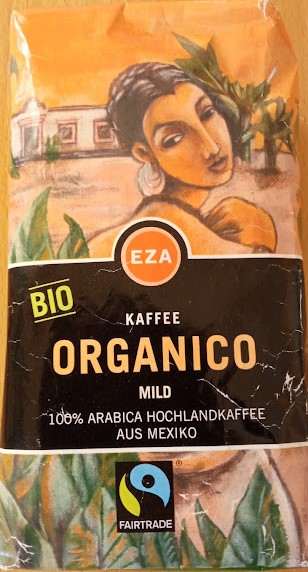 EZA
BIO
KAFFEE
ORGANICO
MILD
100% ARABICA HOCHLANDKAFFEE
AUS MEXIKO
®
FAIRTRADE